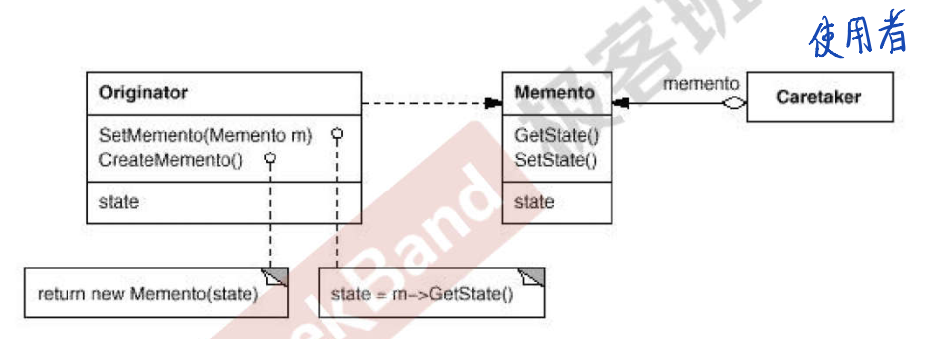 使用者
Originator
SetMemento(Memento m)
CreateMemento()
state
Memento
GetState()
SetState()
state
memento
Caretaker
return new Memento(state)
state = m->GetState()
极客班
ekBand